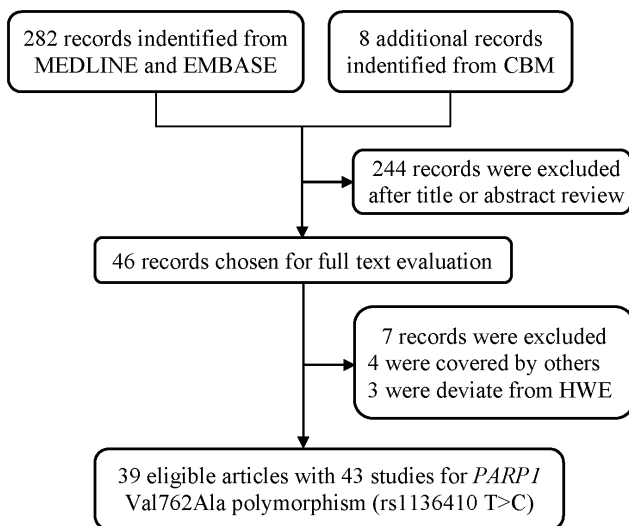 282 records indentified from
MEDLINE and EMBASE
8 additional records
indentified from CBM
244 records were excluded
after title or abstract review
46 records chosen for full text evaluation
7 records were excluded
4 were covered by others
3 were deviate from HWE
39 eligible articles with 43 studies for PARP1
Val762Ala polymorphism (rs1136410 T>C)